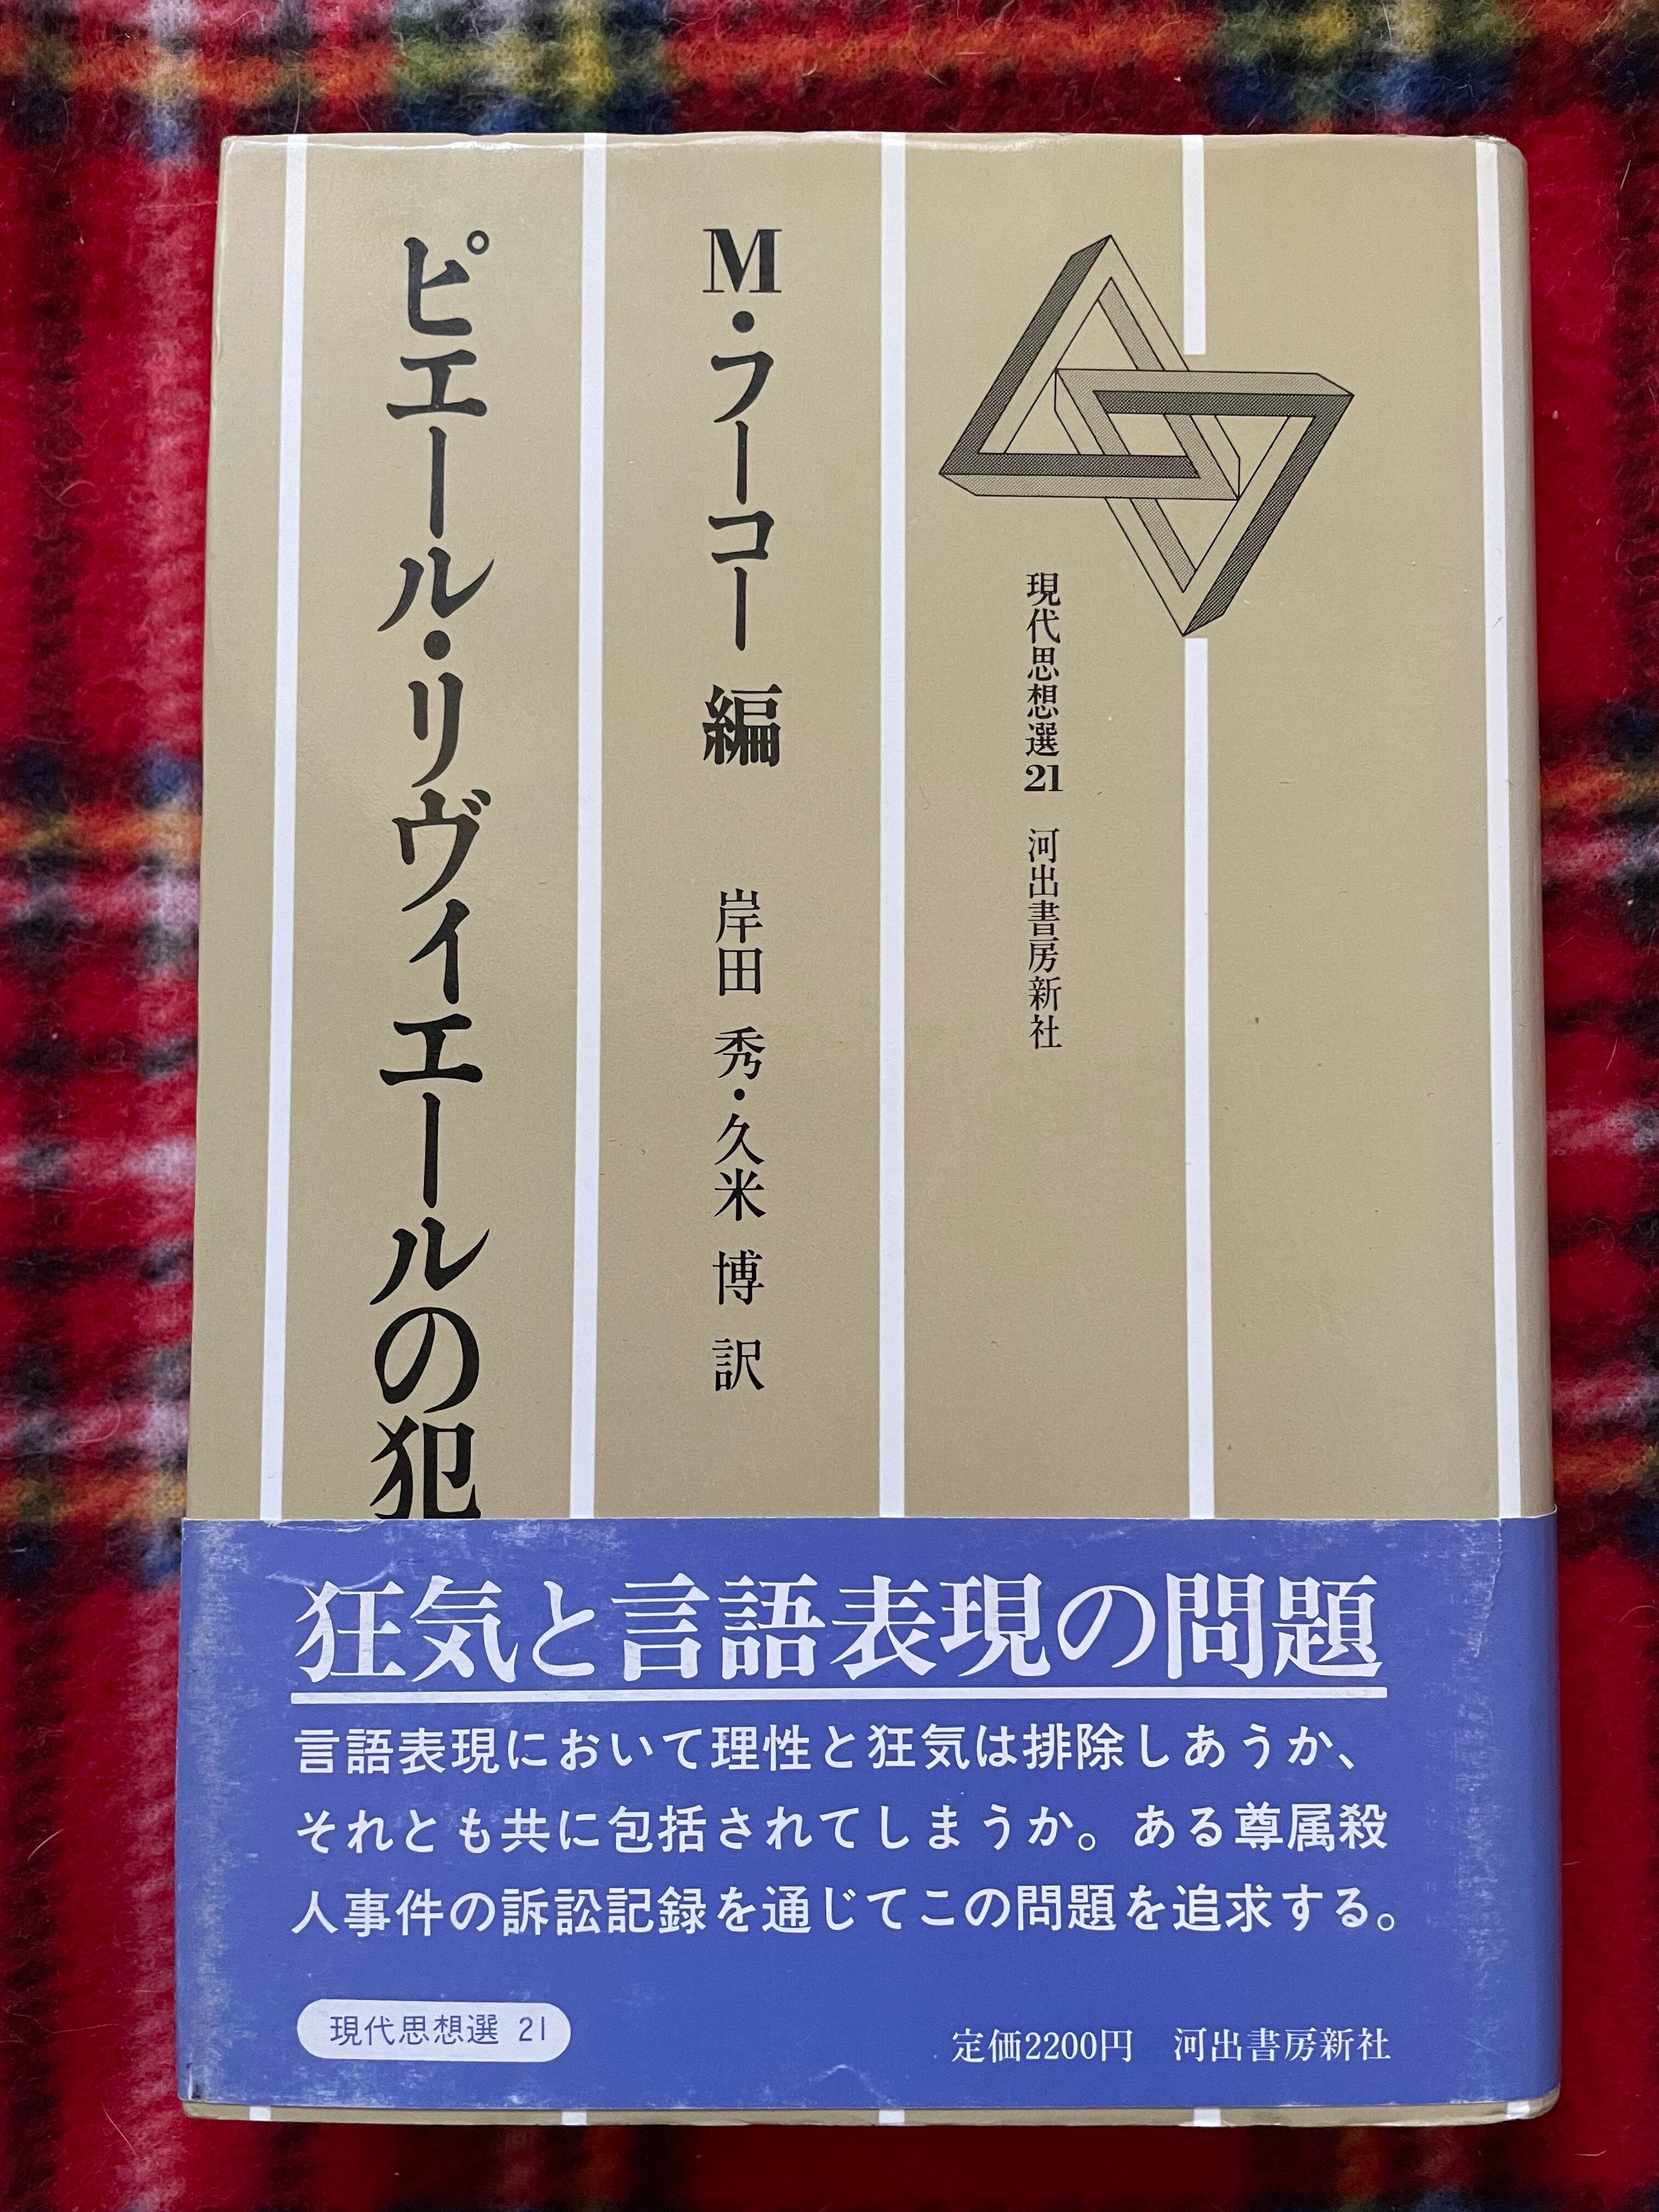 現代思想選21　河出書房新社
M・フーコー 編　岸田 秀・久米 博 訳
ピエール・リヴィエールの犯
狂気と言語表現の問題
言語表現において理性と狂気は排除しあうか、
それとも共に包括されてしまうか。ある尊属殺
人事件の訴訟記録を通じてこの問題を追求する。
現代思想選 21
定価2200円　河出書房新社